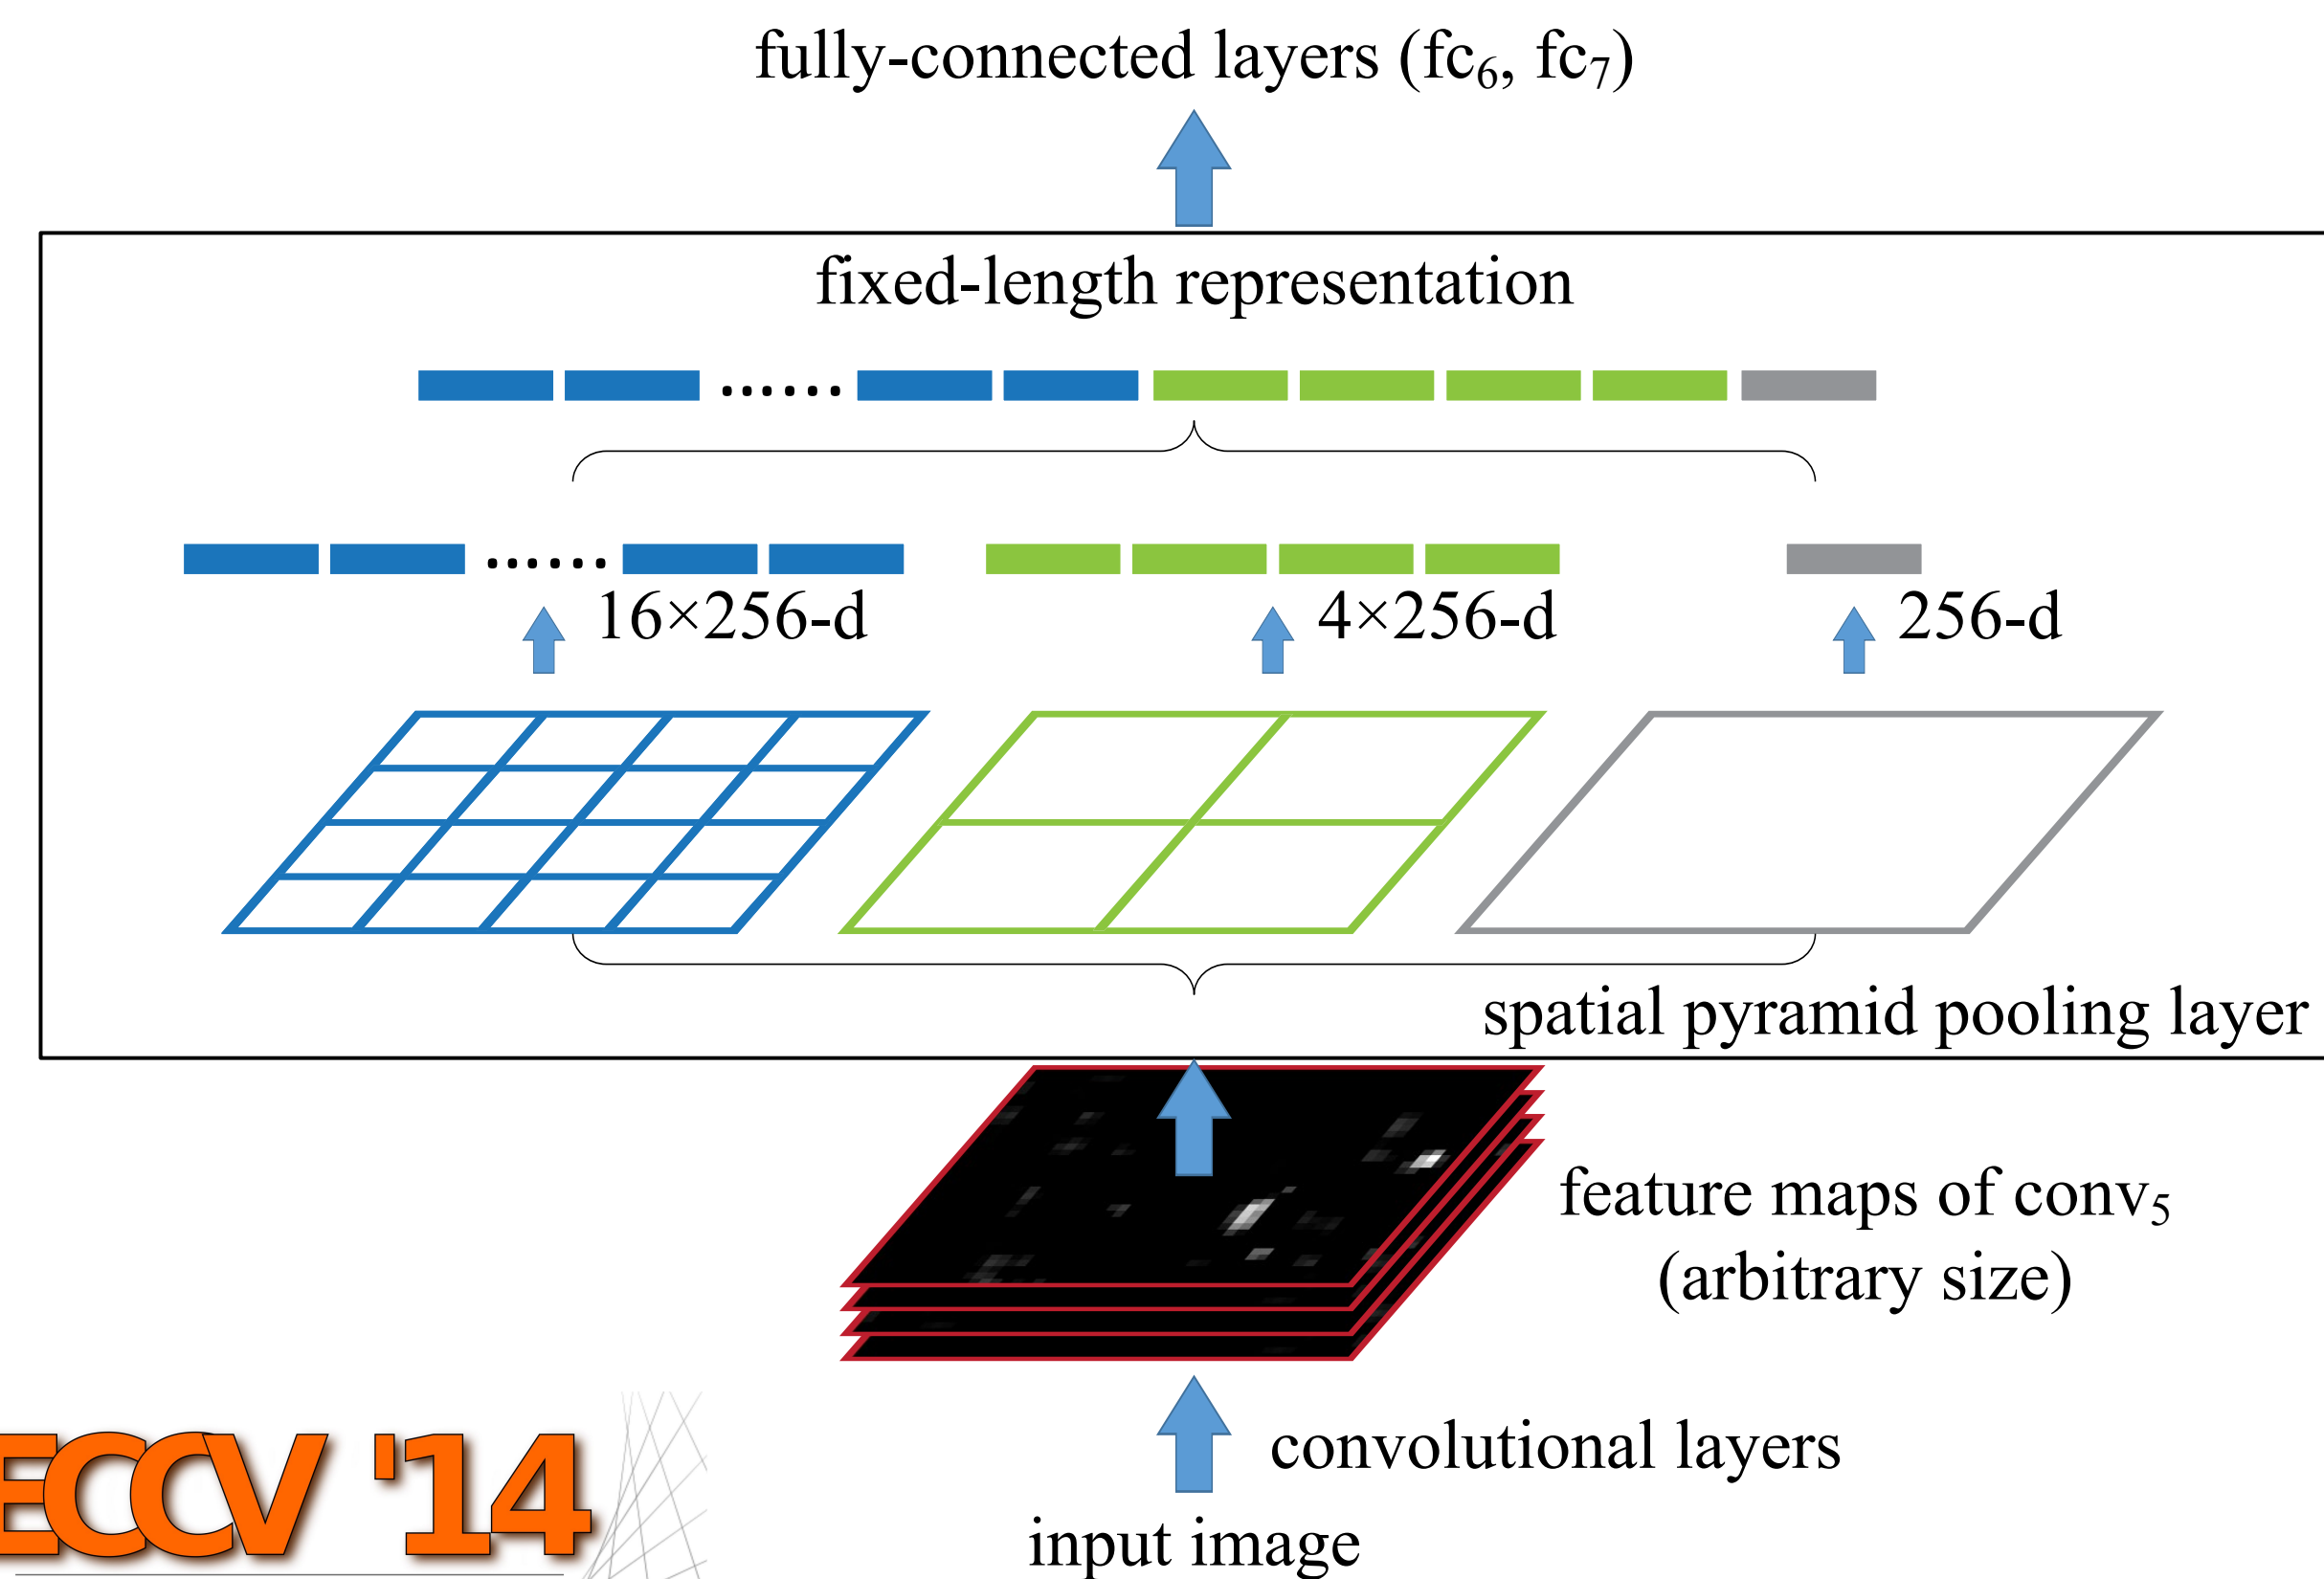 fully-connected layers (fc₆, fc₇)
fixed-length representation
......
......
16×256-d
4×256-d
256-d
spatial pyramid pooling layer
feature maps of conv₅
(arbitrary size)
convolutional layers
input image
ECCV '14